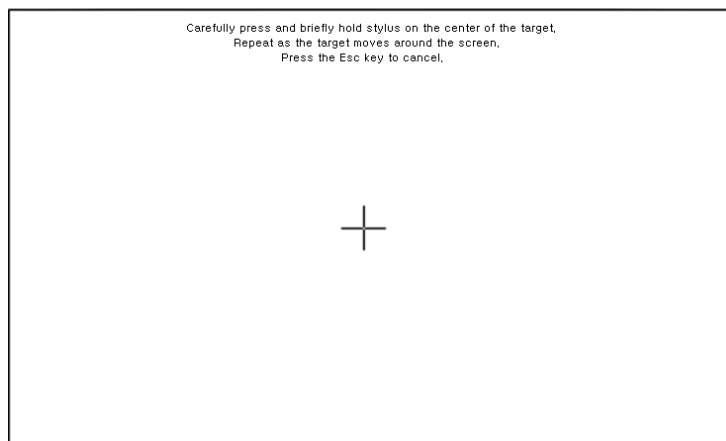 Carefully press and briefly hold stylus on the center of the target.
Repeat as the target moves around the screen.
Press the Esc key to cancel.